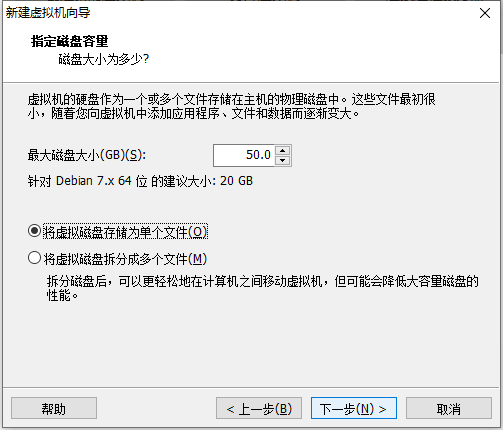 新建虚拟机向导
指定磁盘容量
磁盘大小为多少?
虚拟机的硬盘作为一个或多个文件存储在主机的物理磁盘中。这些文件最初很
小，随着您向虚拟机中添加应用程序、文件和数据而逐渐变大。
最大磁盘大小(GB)(S): 50.0
针对 Debian 7.x 64 位 的建议大小: 20 GB
将虚拟磁盘存储为单个文件(O)
将虚拟磁盘拆分成多个文件(M)
拆分磁盘后，可以更轻松地在计算机之间移动虚拟机，但可能会降低大容量磁盘的
性能。
帮助 < 上一步(B) 下一步(N) > 取消